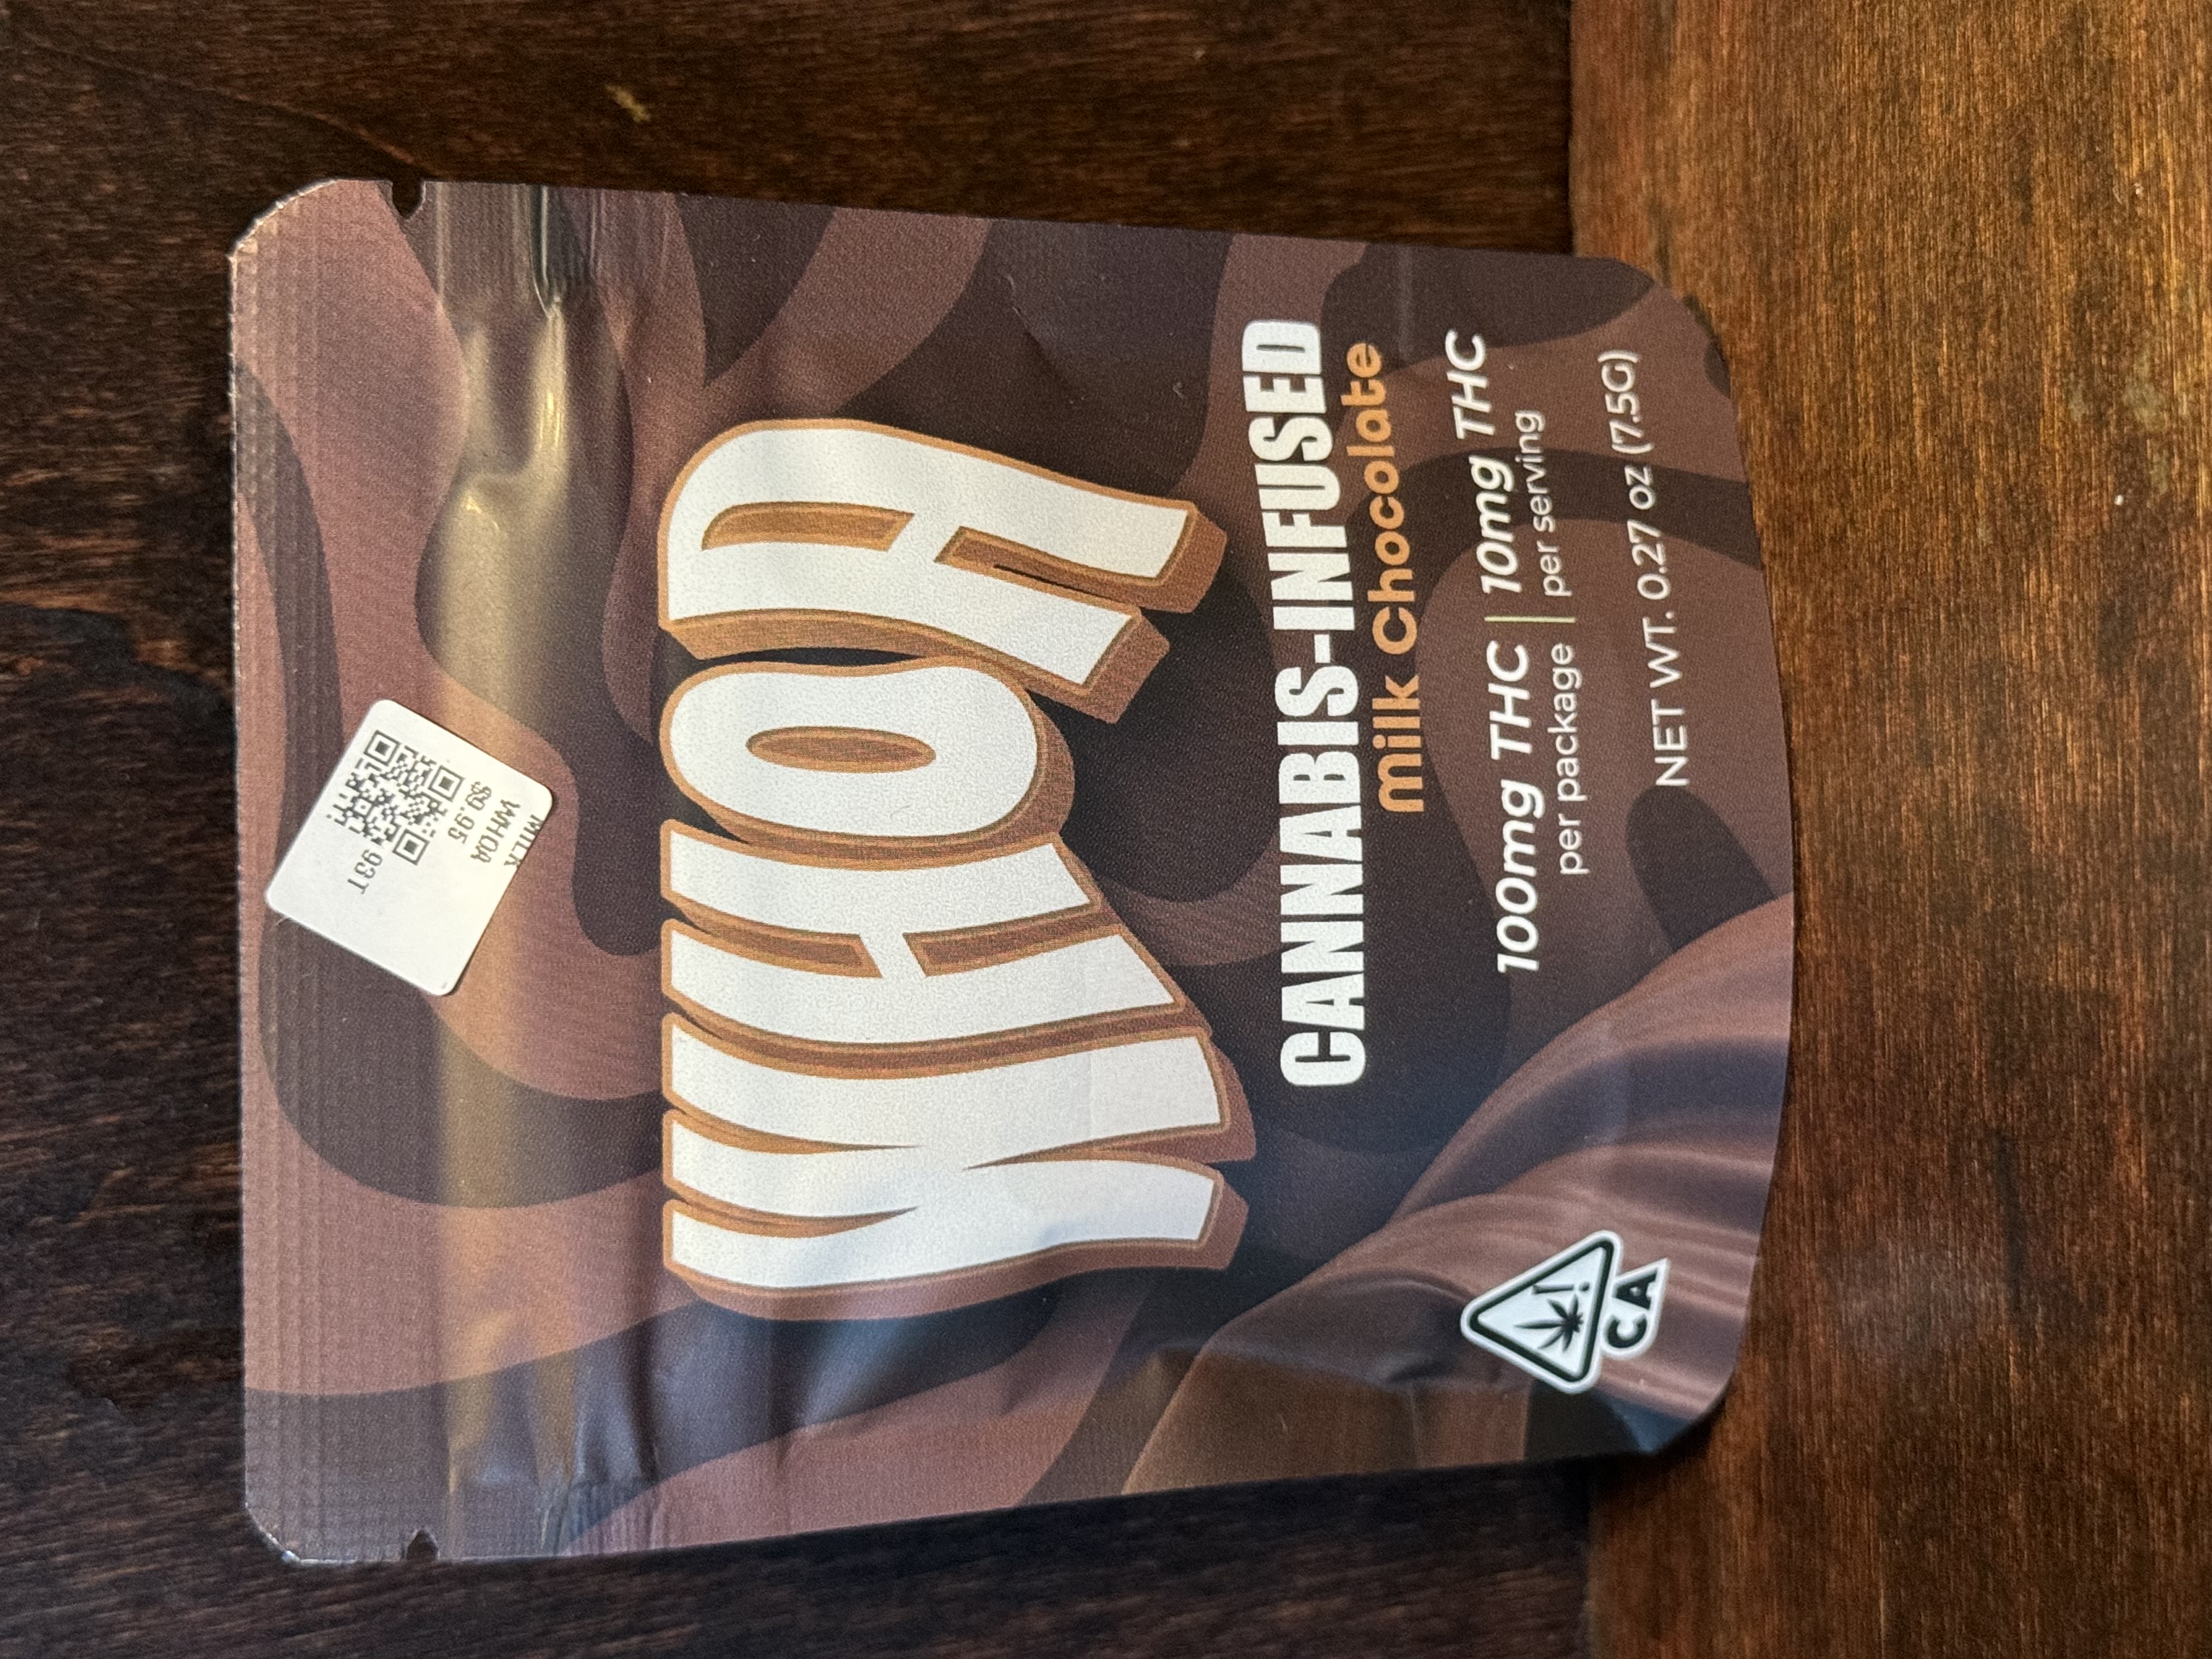 93T
$9.95
WHOA
MILK
WHOA
CANNABIS-INFUSED
milk Chocolate
100mg THC | 10mg THC
per package | per serving
NET WT. 0.27 oz (7.5G)
CA